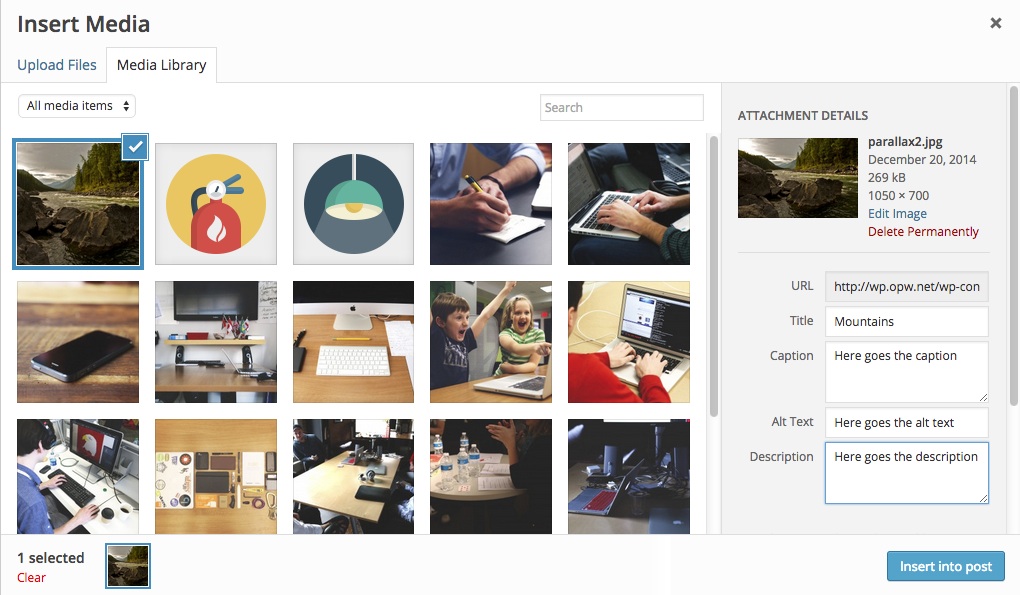 Insert Media
×
Upload Files
Media Library
All media items
Search
ATTACHMENT DETAILS
parallax2.jpg
December 20, 2014
269 kB
1050 × 700
Edit Image
Delete Permanently
URL http://wp.opw.net/wp-con
Title Mountains
Caption Here goes the caption
Alt Text Here goes the alt text
Description Here goes the description
1 selected
Clear
Insert into post